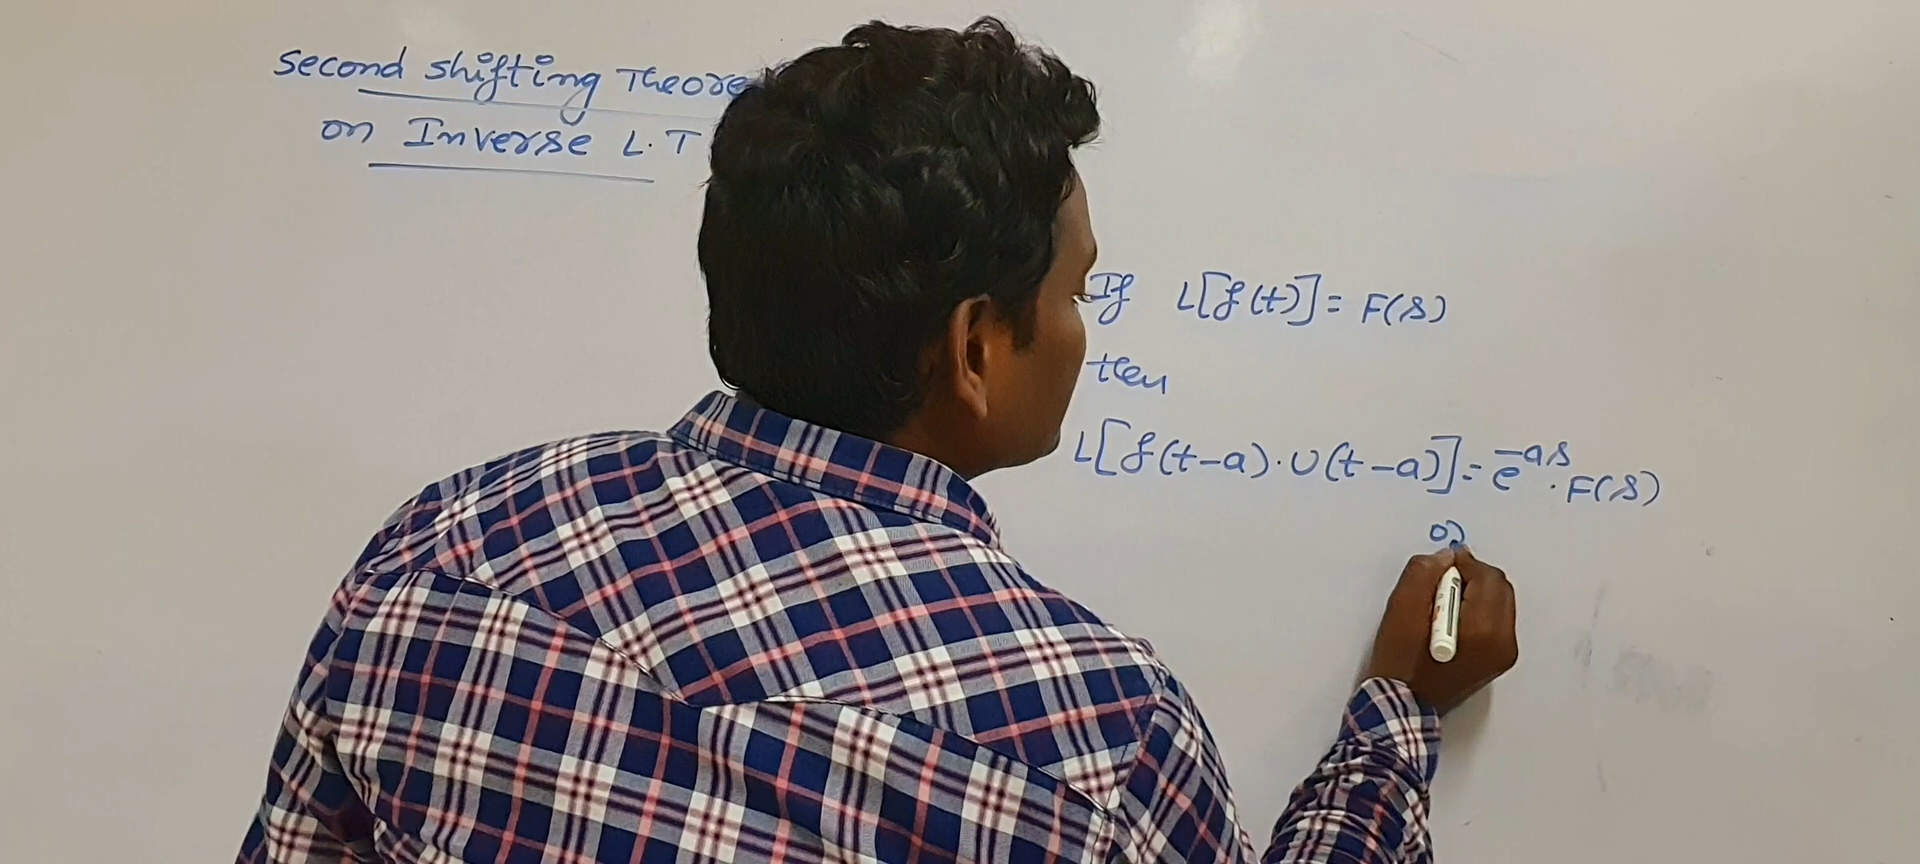 Second shifting Theore
on Inverse L.T
If L[f(t)] = F(s)
then
L[f(t-a).U(t-a)] = e^-as . F(s)
or